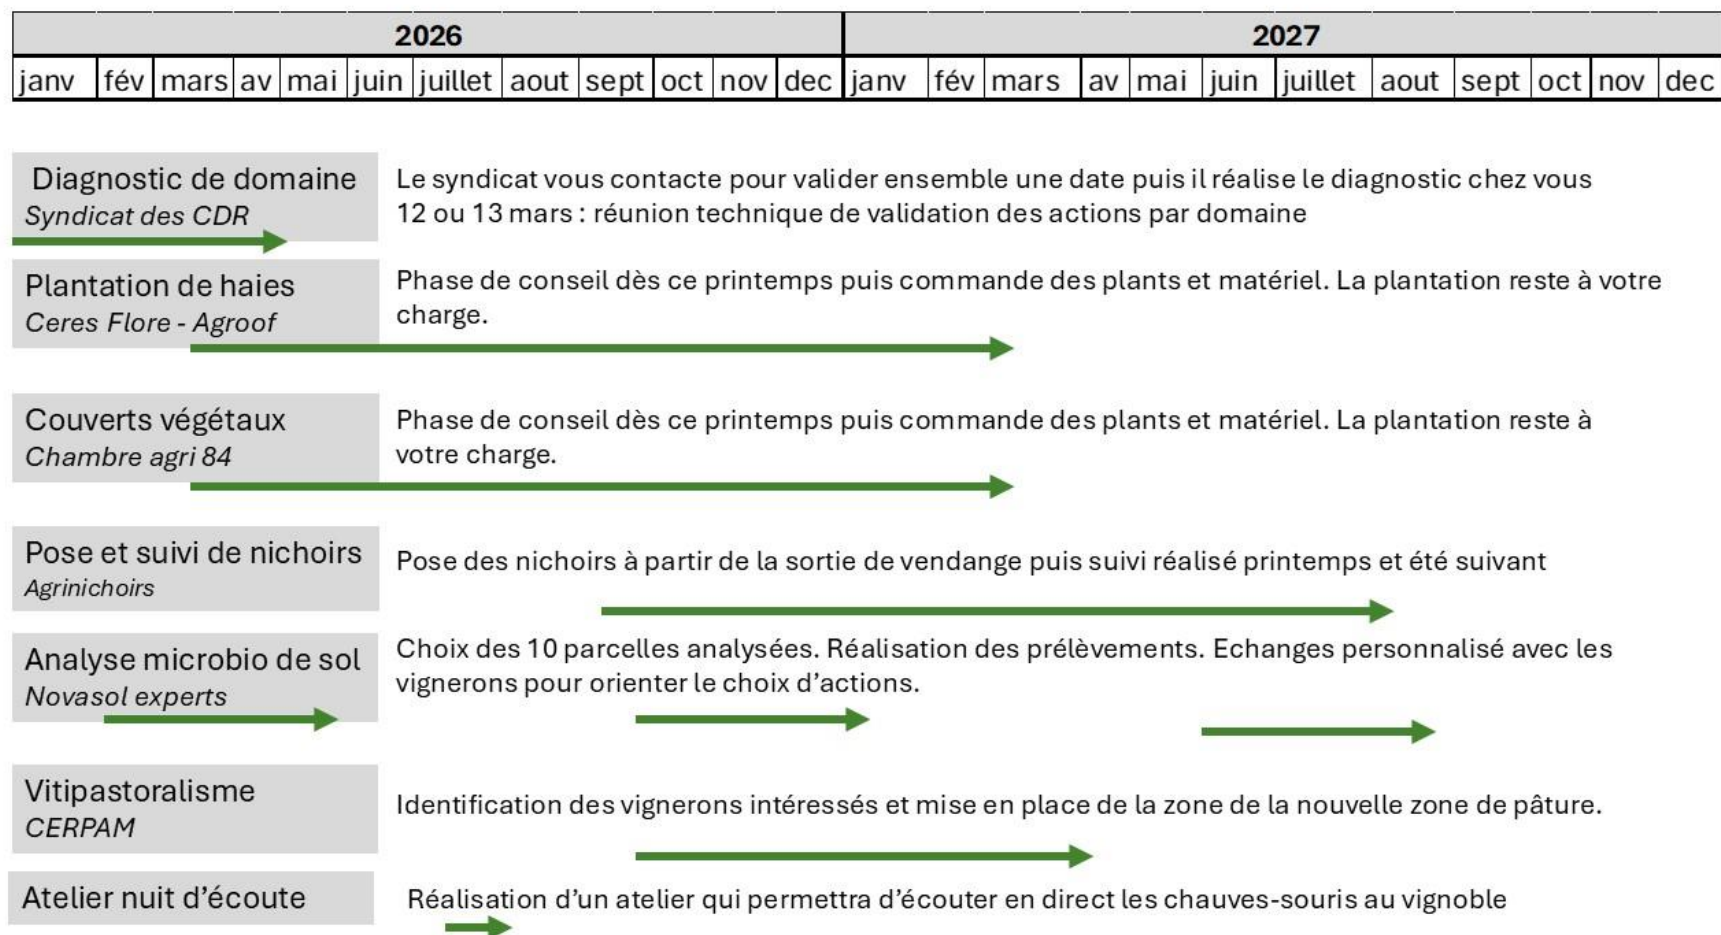 2026 2027
janv fév mars av mai juin juillet aout sept oct nov dec janv fév mars av mai juin juillet aout sept oct nov dec
Diagnostic de domaine
Syndicat des CDR
Le syndicat vous contacte pour valider ensemble une date puis il réalise le diagnostic chez vous
12 ou 13 mars : réunion technique de validation des actions par domaine
Plantation de haies
Ceres Flore - Agroof
Phase de conseil dès ce printemps puis commande des plants et matériel. La plantation reste à votre
charge.
Couverts végétaux
Chambre agri 84
Phase de conseil dès ce printemps puis commande des plants et matériel. La plantation reste à
votre charge.
Pose et suivi de nichoirs
Agrinichoirs
Pose des nichoirs à partir de la sortie de vendange puis suivi réalisé printemps et été suivant
Analyse microbio de sol
Novasol experts
Choix des 10 parcelles analysées. Réalisation des prélèvements. Echanges personnalisé avec les
vignerons pour orienter le choix d'actions.
Vitipastoralisme
CERPAM
Identification des vignerons intéressés et mise en place de la zone de la nouvelle zone de pâture.
Atelier nuit d'écoute
Réalisation d'un atelier qui permettra d'écouter en direct les chauves-souris au vignoble